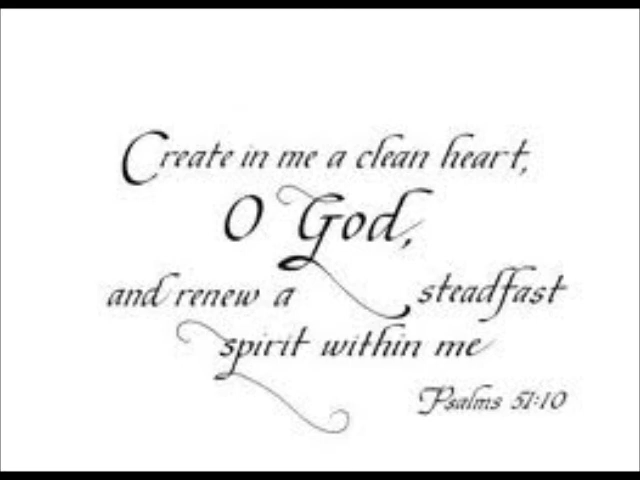 Create in me a clean heart,
O God,
and renew a steadfast
spirit within me
Psalms 51:10